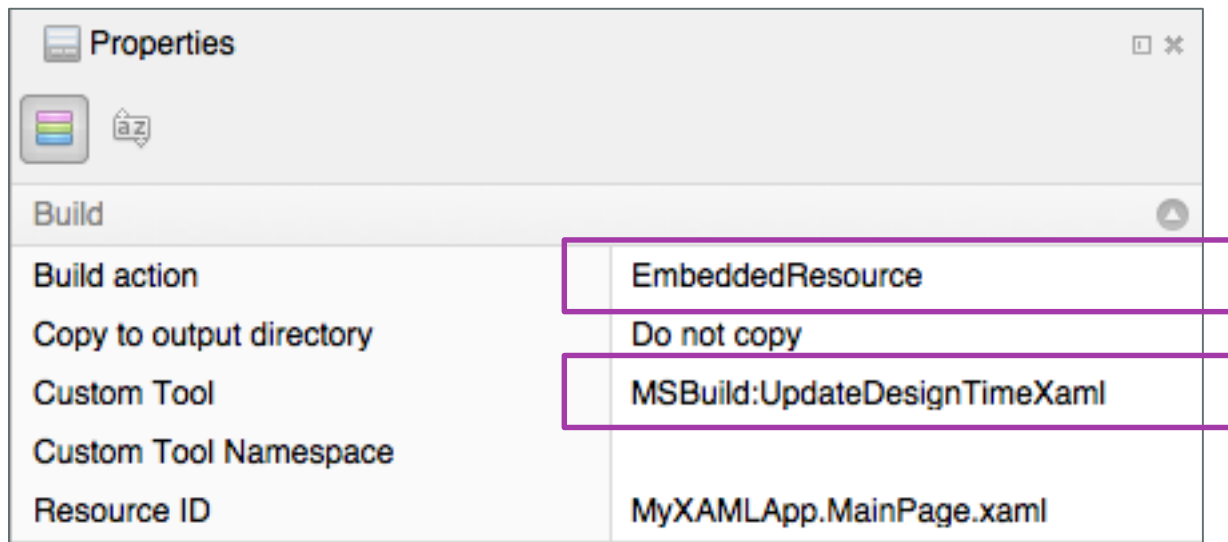 Properties
az
Build
Build action EmbeddedResource
Copy to output directory Do not copy
Custom Tool MSBuild:UpdateDesignTimeXaml
Custom Tool Namespace
Resource ID MyXAMLApp.MainPage.xaml